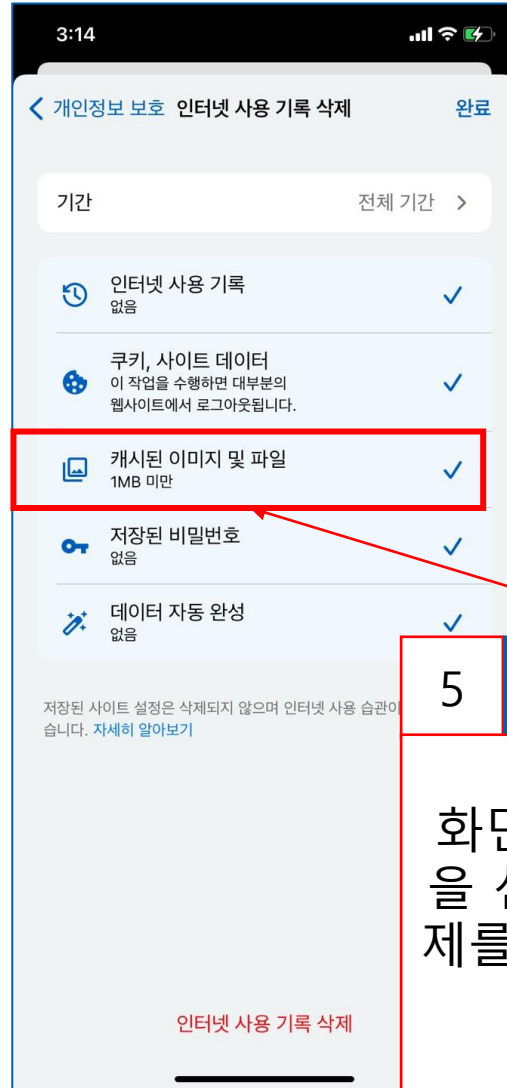 3:14
개인정보 보호 인터넷 사용 기록 삭제 완료
기간 전체 기간
인터넷 사용 기록
없음
쿠키, 사이트 데이터
이 작업을 수행하면 대부분의
웹사이트에서 로그아웃됩니다.
캐시된 이미지 및 파일
1MB 미만
저장된 비밀번호
없음
데이터 자동 완성
없음
저장된 사이트 설정은 삭제되지 않으며 인터넷 사용 습관이
습니다. 자세히 알아보기
5
을
제를
인터넷 사용 기록 삭제